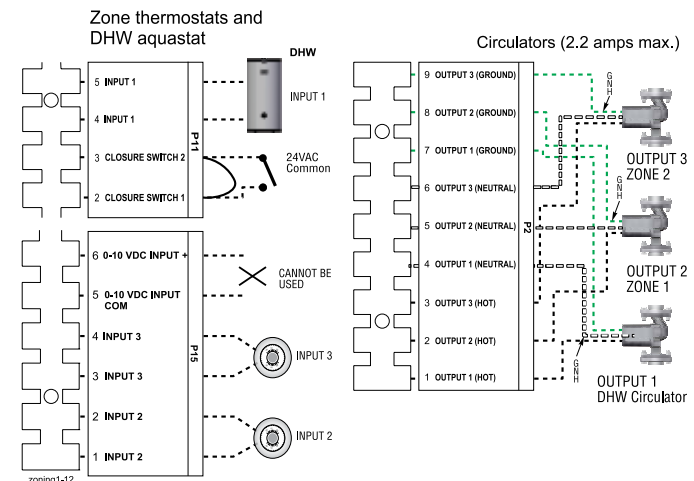 Zone thermostats and
DHW aquastat
DHW
5 INPUT 1
INPUT 1
4 INPUT 1
P11
3 CLOSURE SWITCH 2
24VAC
Common
2 CLOSURE SWITCH 1
6 0-10 VDC INPUT +
CANNOT BE
USED
5 0-10 VDC INPUT
COM
4 INPUT 3
P15
INPUT 3
3 INPUT 3
2 INPUT 2
INPUT 2
1 INPUT 2
zoning1-12
Circulators (2.2 amps max.)
9 OUTPUT 3 (GROUND)
GNH
8 OUTPUT 2 (GROUND)
7 OUTPUT 1 (GROUND)
OUTPUT 3
ZONE 2
6 OUTPUT 3 (NEUTRAL)
GNH
P2
5 OUTPUT 2 (NEUTRAL)
4 OUTPUT 1 (NEUTRAL)
OUTPUT 2
ZONE 1
3 OUTPUT 3 (HOT)
2 OUTPUT 2 (HOT)
GNH
1 OUTPUT 1 (HOT)
OUTPUT 1
DHW Circulator